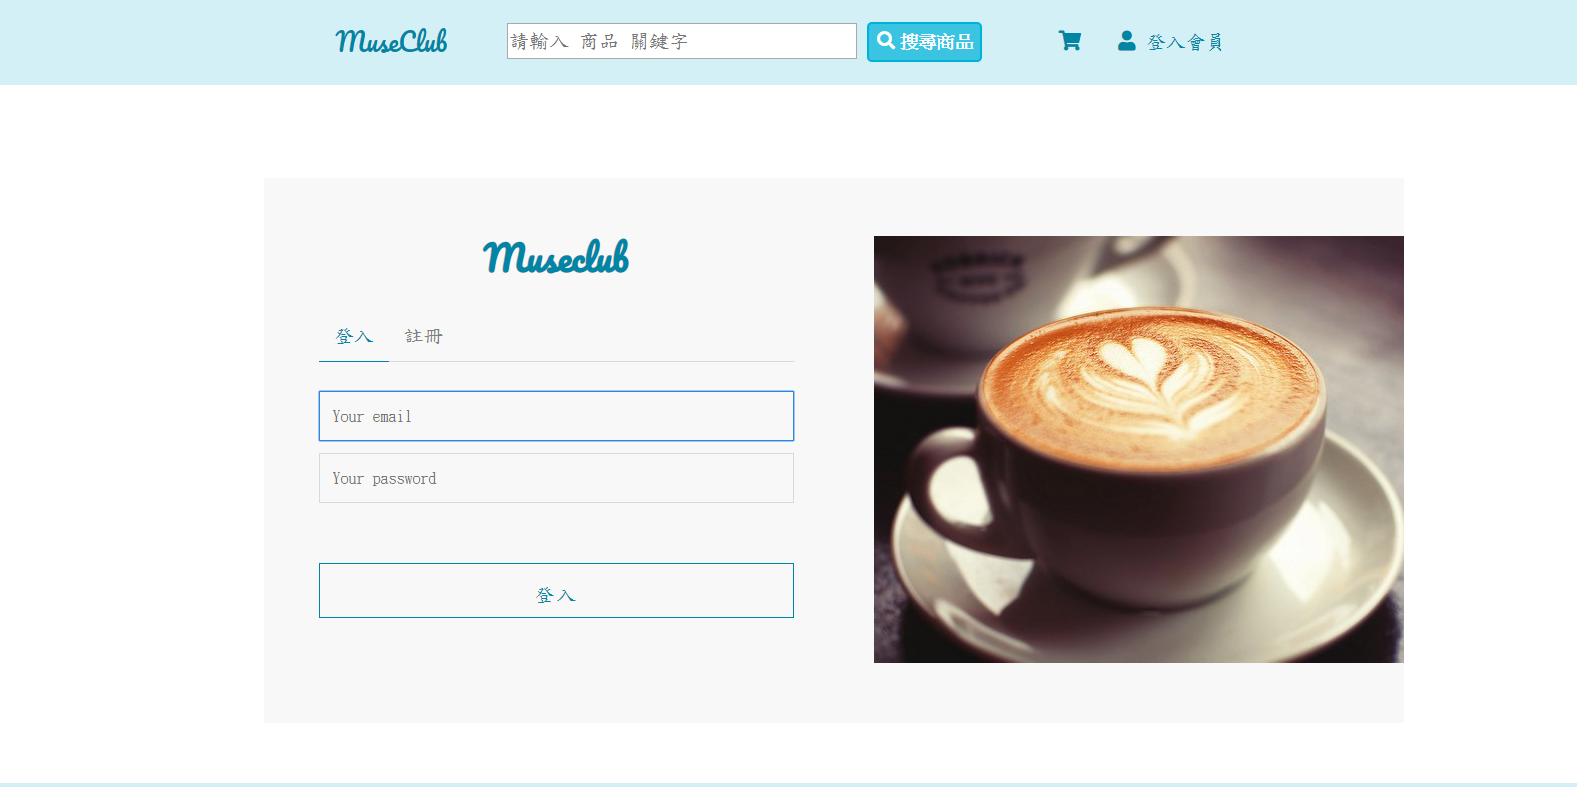 MuseClub
請輸入 商品 關鍵字
搜尋商品
登入會員
Museclub
登入 註冊
Your email
Your password
登入